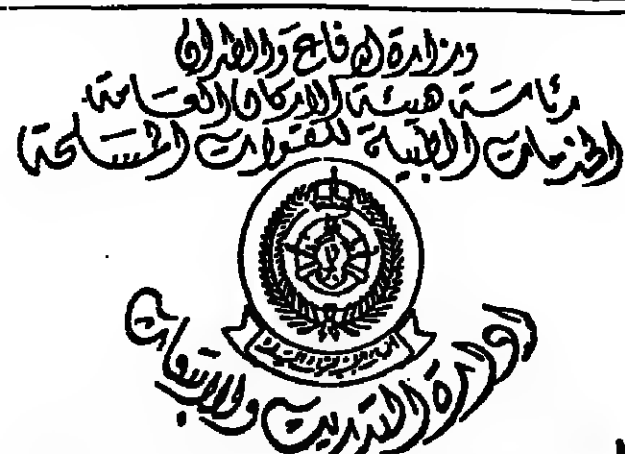 وزارة الدفاع والطيران
رئاسة هيئة الأركان العامة
الخدمات الطبية للقوات المسلحة
إدارة التدريب والابتعاث